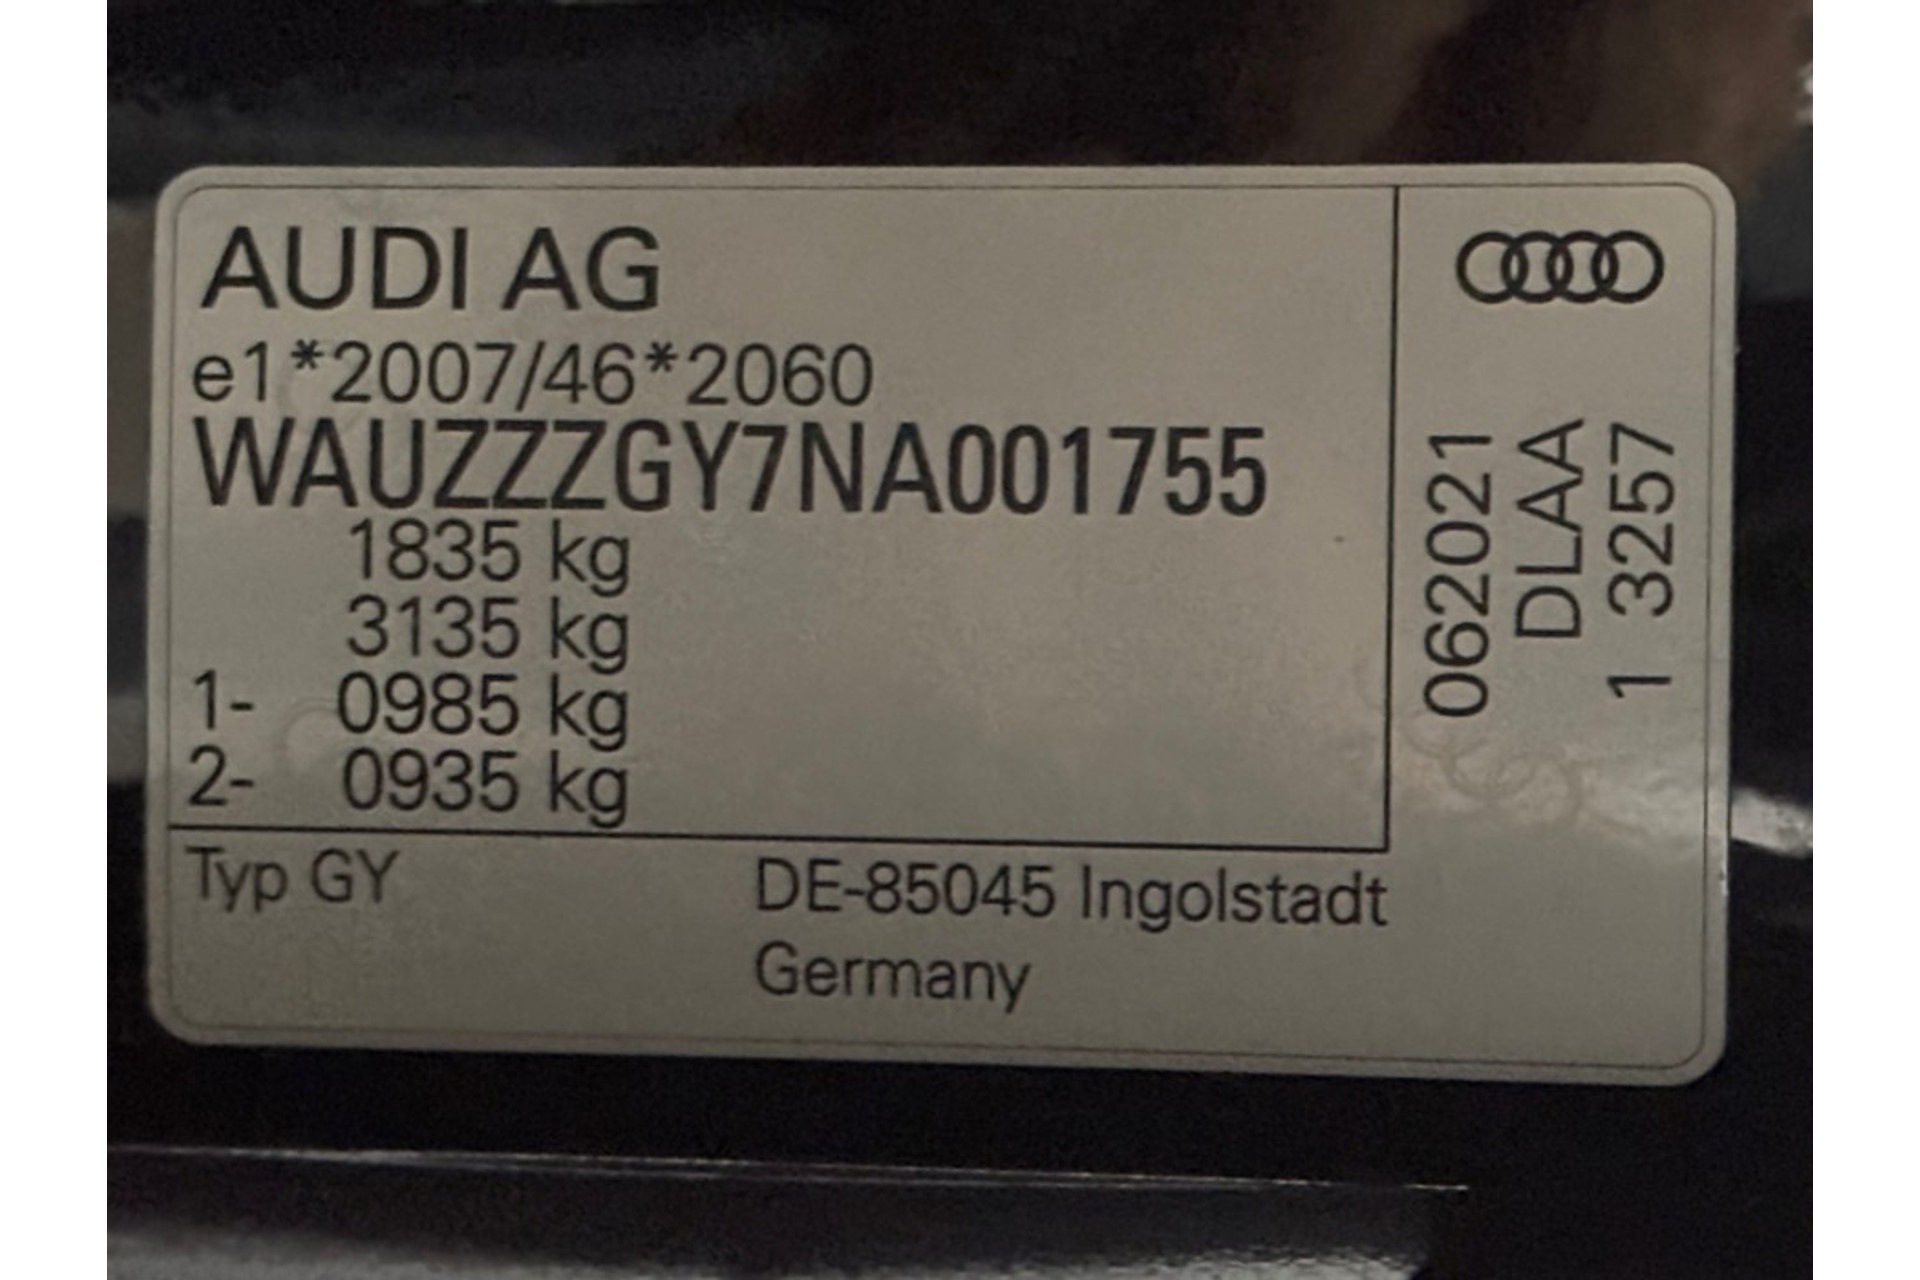 AUDI AG
e1*2007/46*2060
WAUZZZGY7NA001755
1835 kg
3135 kg
1- 0985 kg
2- 0935 kg
Typ GY
DE-85045 Ingolstadt
Germany
062021
DLAA
1 3257